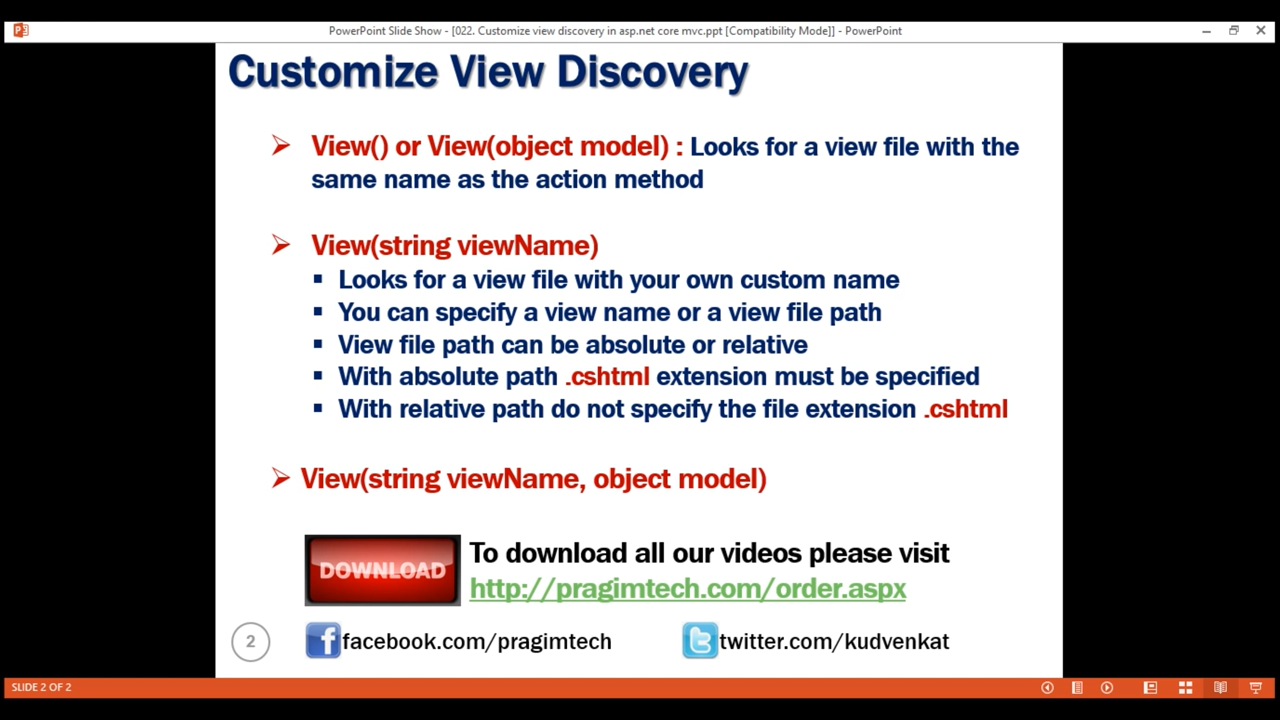 PowerPoint Slide Show - [022. Customize view discovery in asp.net core mvc.ppt [Compatibility Mode]] - PowerPoint
Customize View Discovery
View() or View(object model) : Looks for a view file with the
same name as the action method
View(string viewName)
Looks for a view file with your own custom name
You can specify a view name or a view file path
View file path can be absolute or relative
With absolute path .cshtml extension must be specified
With relative path do not specify the file extension .cshtml
View(string viewName, object model)
DOWNLOAD
To download all our videos please visit
http://pragimtech.com/order.aspx
2
facebook.com/pragimtech
twitter.com/kudvenkat
SLIDE 2 OF 2